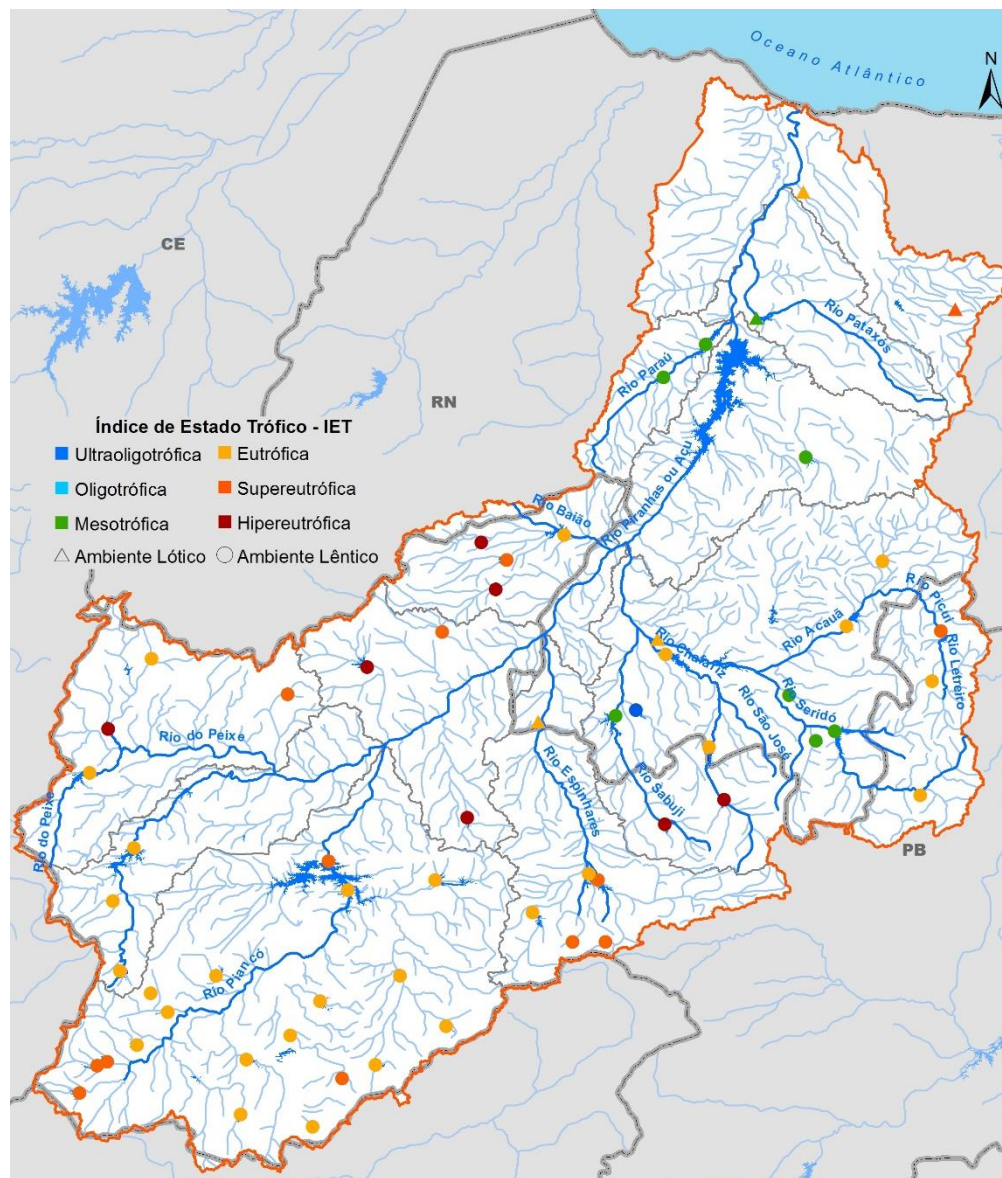 Oceano Atlântico
N
CE
Rio Pataxós
Rio Paraú
RN
Índice de Estado Trófico - IET
Ultraoligotrófica
Eutrófica
Oligotrófica
Supereutrófica
Mesotrófica
Hipereutrófica
Ambiente Lótico
Ambiente Lêntico
Rio Piranhas ou Açu
Rio Baião
Rio Picuí
Rio Acauã
Rio Chafariz
Rio Letreiro
Rio Seridó
Rio São José
Rio do Peixe
Rio Espinharas
Rio Sabuji
Rio do Peixe
PB
Rio Piancó